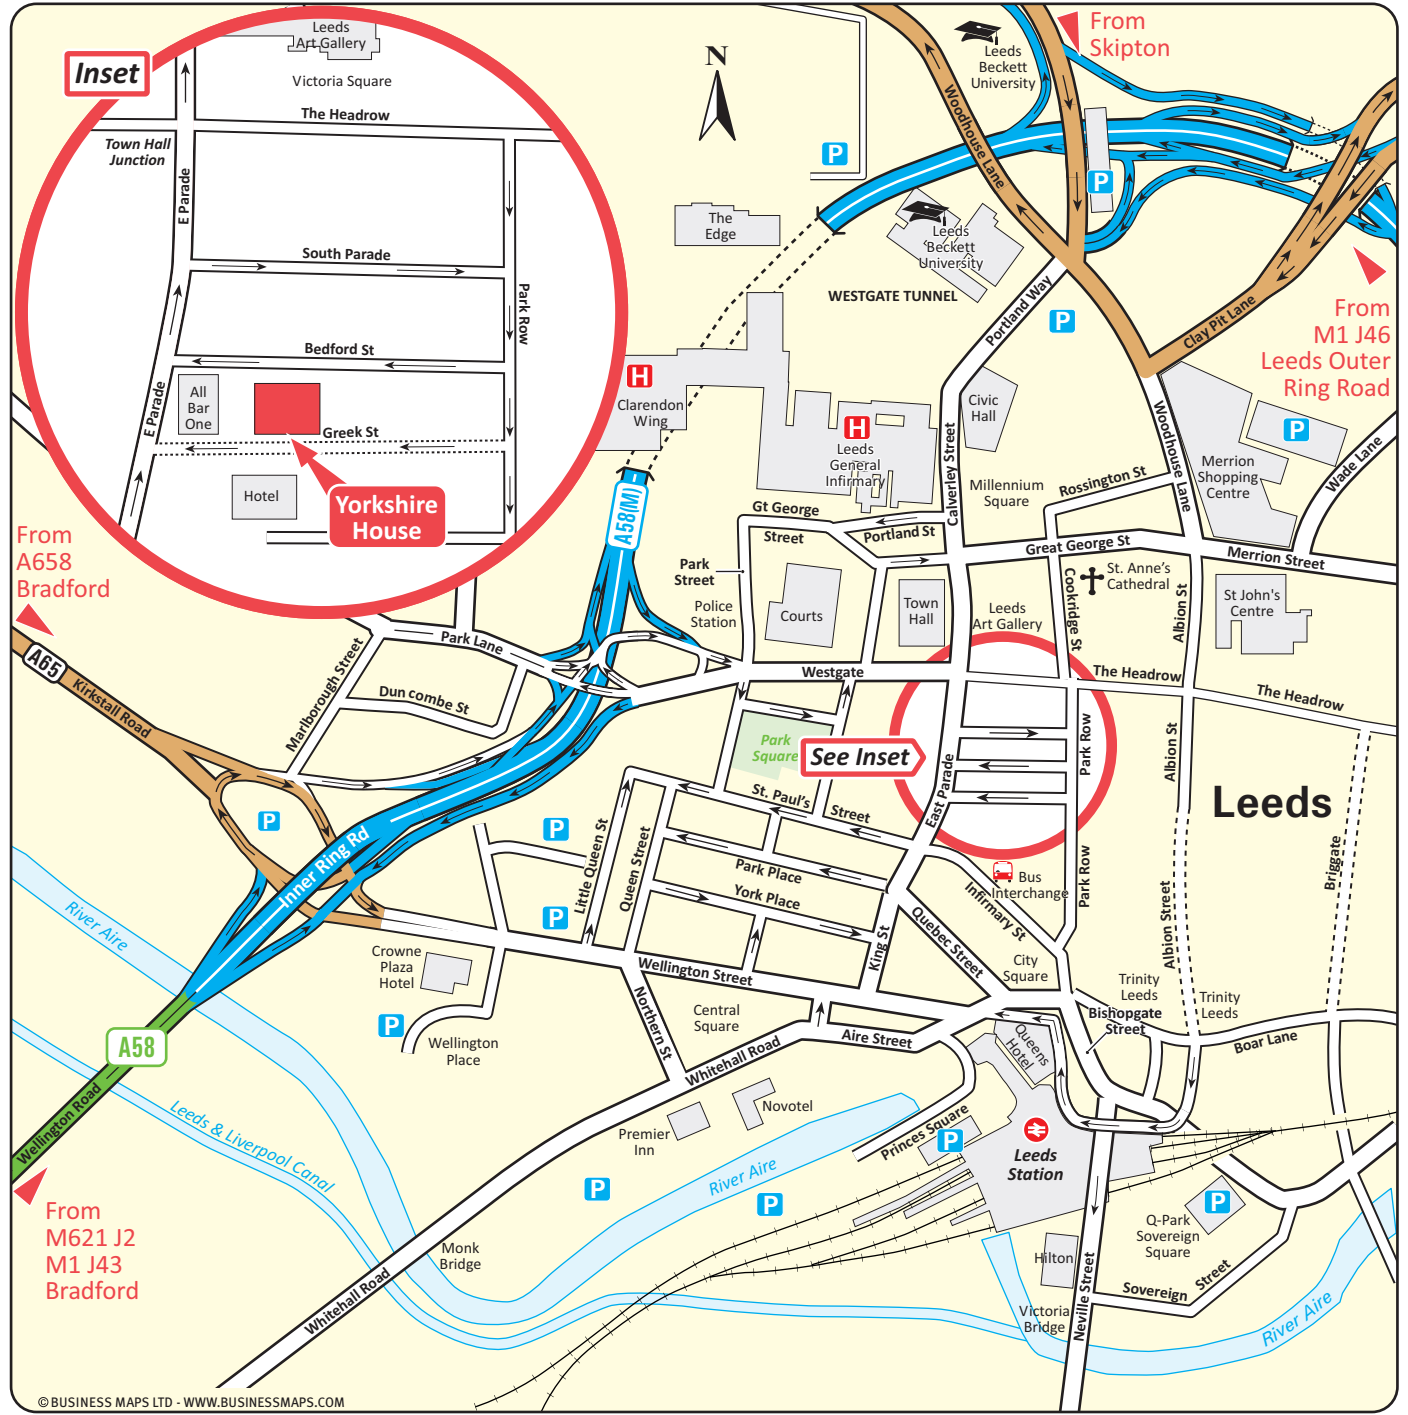 Inset
Leeds
Art Gallery
Victoria Square
The Headrow
Town Hall
Junction
E Parade
South Parade
Park Row
Bedford St
E Parade
All
Bar
One
Greek St
Hotel
Yorkshire
House
N
P
From
Skipton
Leeds
Beckett
University
Woodhouse Lane
P
The
Edge
Leeds
Beckett
University
WESTGATE TUNNEL
Portland Way
P
Clay Pit Lane
From
M1 J46
Leeds Outer
Ring Road
H
Clarendon
Wing
H
Leeds
General
Infirmary
Civic
Hall
Calverley Street
Woodhouse Lane
P
Merrion
Shopping
Centre
Wade Lane
Millennium
Square
Rossington St
A58(M)
Gt George
Street
Portland St
Great George St
Merrion Street
From
A658
Bradford
Park
Street
Police
Station
Courts
Town
Hall
Leeds
Art Gallery
Cookridge St
St. Anne's
Cathedral
Albion St
St John's
Centre
A65
Kirkstall Road
Marlborough Street
Park Lane
Dun combe St
Westgate
The Headrow
The Headrow
Park
Square
See Inset
East Parade
Park Row
Albion St
Leeds
St. Paul's
Street
P
P
Inner Ring Rd
Little Queen St
Queen Street
Park Place
York Place
Bus
Interchange
Park Row
Infirmary St
Briggate
Albion Street
River Aire
P
Crowne
Plaza
Hotel
Wellington Street
King St
Quebec Street
City
Square
Trinity
Leeds
Trinity
Leeds
Bishopgate
Street
Boar Lane
P
Wellington
Place
Northern St
Central
Square
Whitehall Road
Aire Street
Queens
Hotel
A58
Wellington Road
Leeds & Liverpool Canal
Novotel
Premier
Inn
Princes Square
P
Leeds
Station
River Aire
P
P
P
Q-Park
Sovereign
Square
From
M621 J2
M1 J43
Bradford
Monk
Bridge
Whitehall Road
Hilton
Sovereign
Street
Victoria
Bridge
Neville Street
River Aire
© BUSINESS MAPS LTD - WWW.BUSINESSMAPS.COM